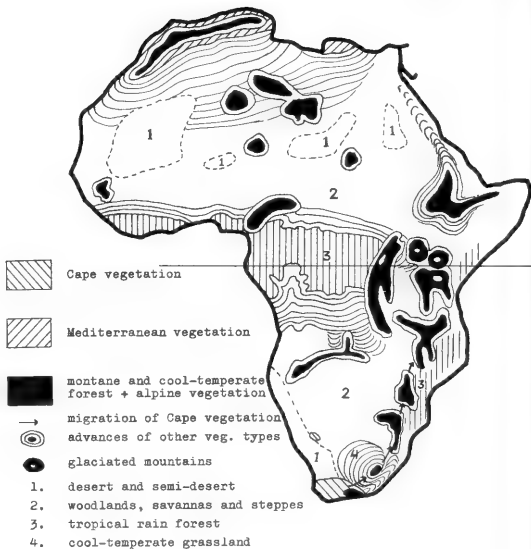 1
1
1
1
2
3
2
3
1
4
Cape vegetation
Mediterranean vegetation
montane and cool-temperate
forest + alpine vegetation
migration of Cape vegetation
advances of other veg. types
glaciated mountains
1. desert and semi-desert
2. woodlands, savannas and steppes
3. tropical rain forest
4. cool-temperate grassland